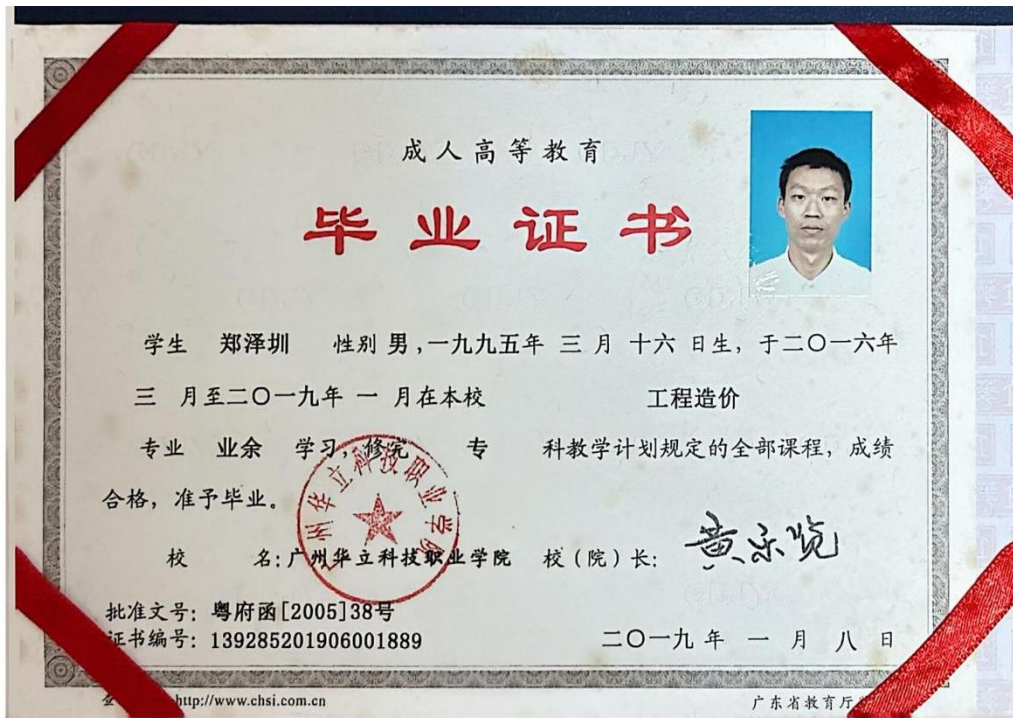 成人高等教育
毕业证书
学生 郑泽圳 性别 男,一九九五年 三 月 十六 日生, 于二〇一六年
三 月至二〇一九年 一 月在本校 工程造价
专业 业余 学习, 修完 专 科教学计划规定的全部课程, 成绩
合格, 准予毕业。
广州华立科技职业学院
校 名: 广州华立科技职业学院 校(院)长: 黄乐览
批准文号: 粤府函[2005]38号
证书编号: 139285201906001889 二〇一九 年 一 月 八 日
http://www.chsi.com.cn 广东省教育厅